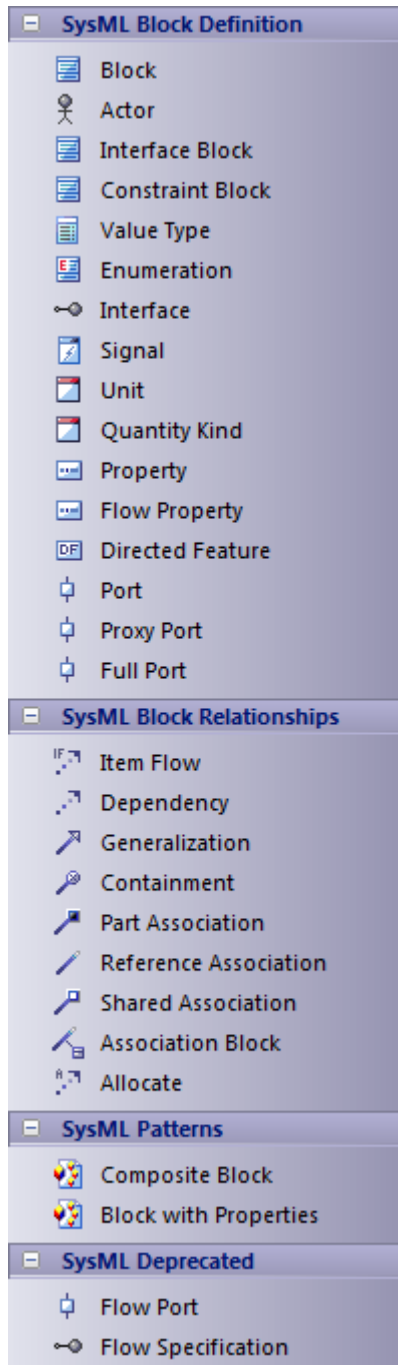 SysML Block Definition
Block
Actor
Interface Block
Constraint Block
Value Type
Enumeration
Interface
Signal
Unit
Quantity Kind
Property
Flow Property
Directed Feature
Port
Proxy Port
Full Port
SysML Block Relationships
Item Flow
Dependency
Generalization
Containment
Part Association
Reference Association
Shared Association
Association Block
Allocate
SysML Patterns
Composite Block
Block with Properties
SysML Deprecated
Flow Port
Flow Specification